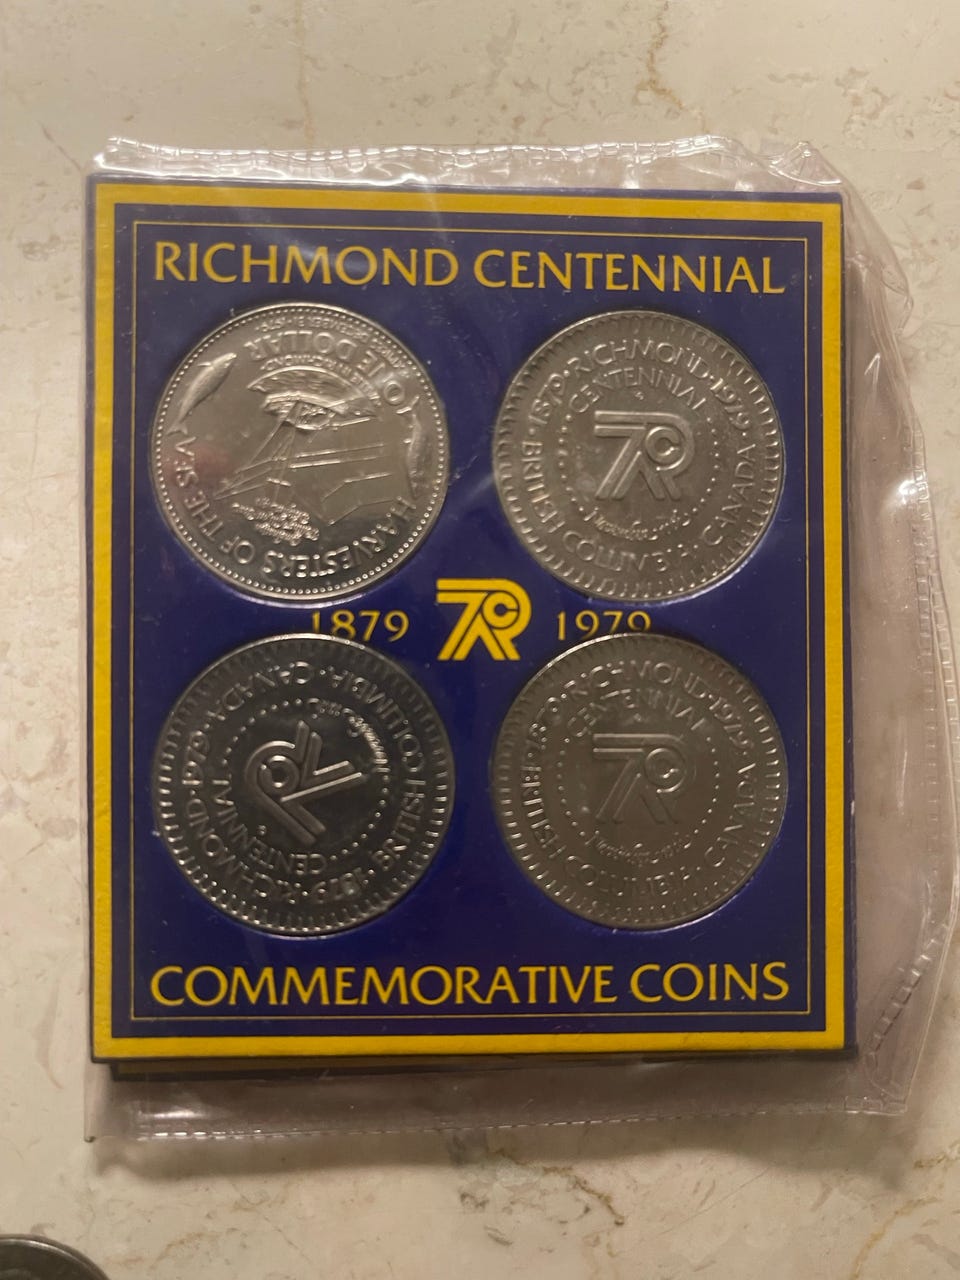 RICHMOND CENTENNIAL
HARVESTERS OF THE SEA
ONE DOLLAR
1879 • RICHMOND • 1979
CENTENNIAL
BRITISH COLUMBIA • CANADA
1879
1979
1879 • RICHMOND • 1979
CENTENNIAL
BRITISH COLUMBIA • CANADA
RICHMOND • 1979
CENTENNIAL
BRITISH COLUMBIA • CANADA
COMMEMORATIVE COINS